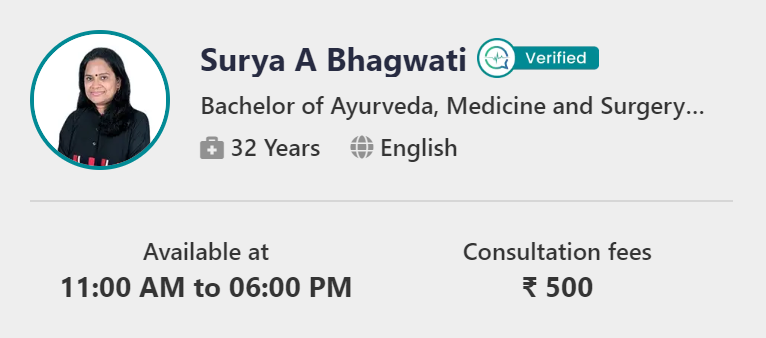 Surya A Bhagwati Verified
Bachelor of Ayurveda, Medicine and Surgery...
32 Years English
Available at Consultation fees
11:00 AM to 06:00 PM ₹ 500